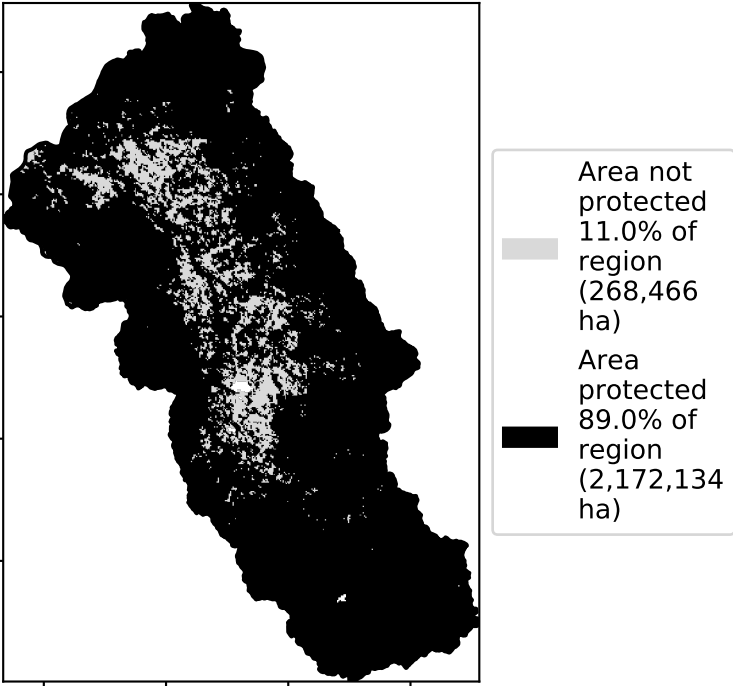 Area not
protected
11.0% of
region
(268,466
ha)
Area
protected
89.0% of
region
(2,172,134
ha)